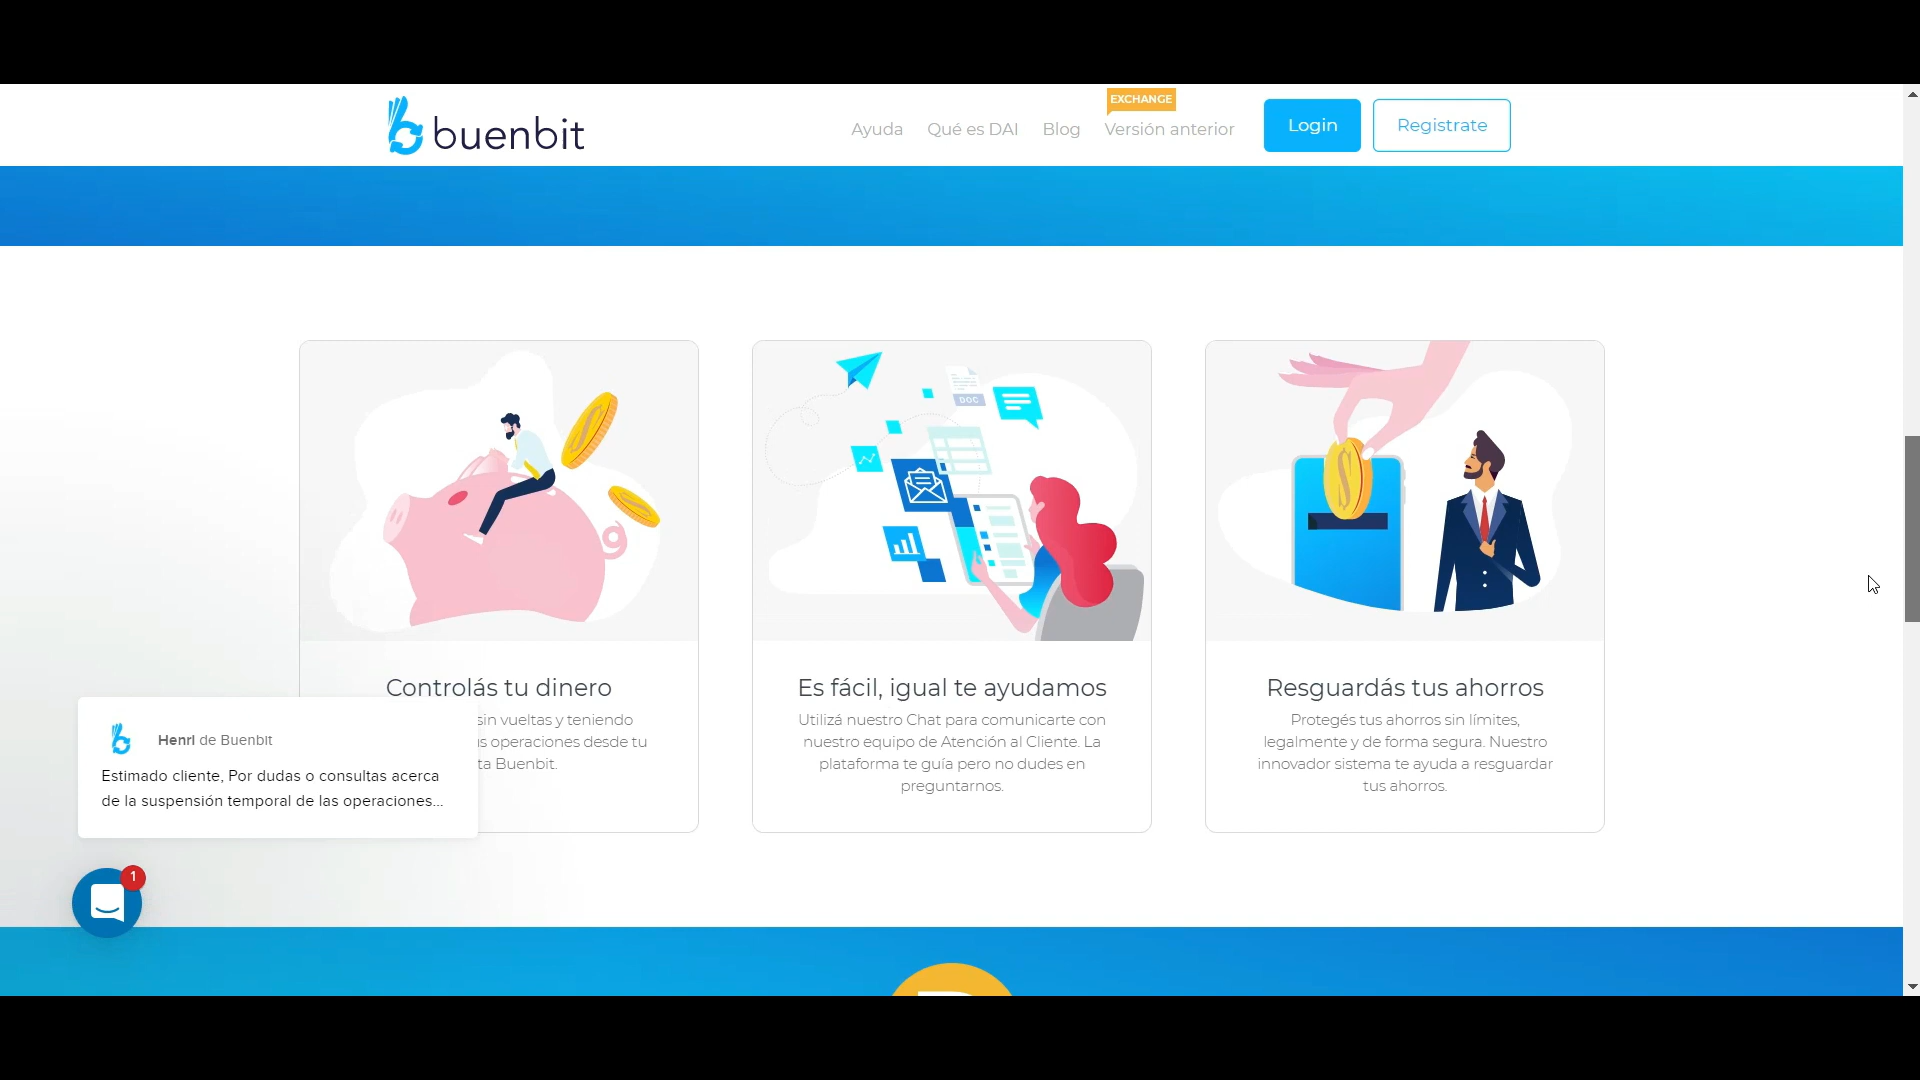 EXCHANGE
buenbit
Ayuda Qué es DAI Blog Versión anterior Login Registrate
DOC
Controlás tu dinero
sin vueltas y teniendo
us operaciones desde tu
ta Buenbit.
Es fácil, igual te ayudamos
Utilizá nuestro Chat para comunicarte con
nuestro equipo de Atención al Cliente. La
plataforma te guía pero no dudes en
preguntarnos.
Resguardás tus ahorros
Protegés tus ahorros sin límites,
legalmente y de forma segura. Nuestro
innovador sistema te ayuda a resguardar
tus ahorros.
Henri de Buenbit
Estimado cliente, Por dudas o consultas acerca
de la suspensión temporal de las operaciones...
1